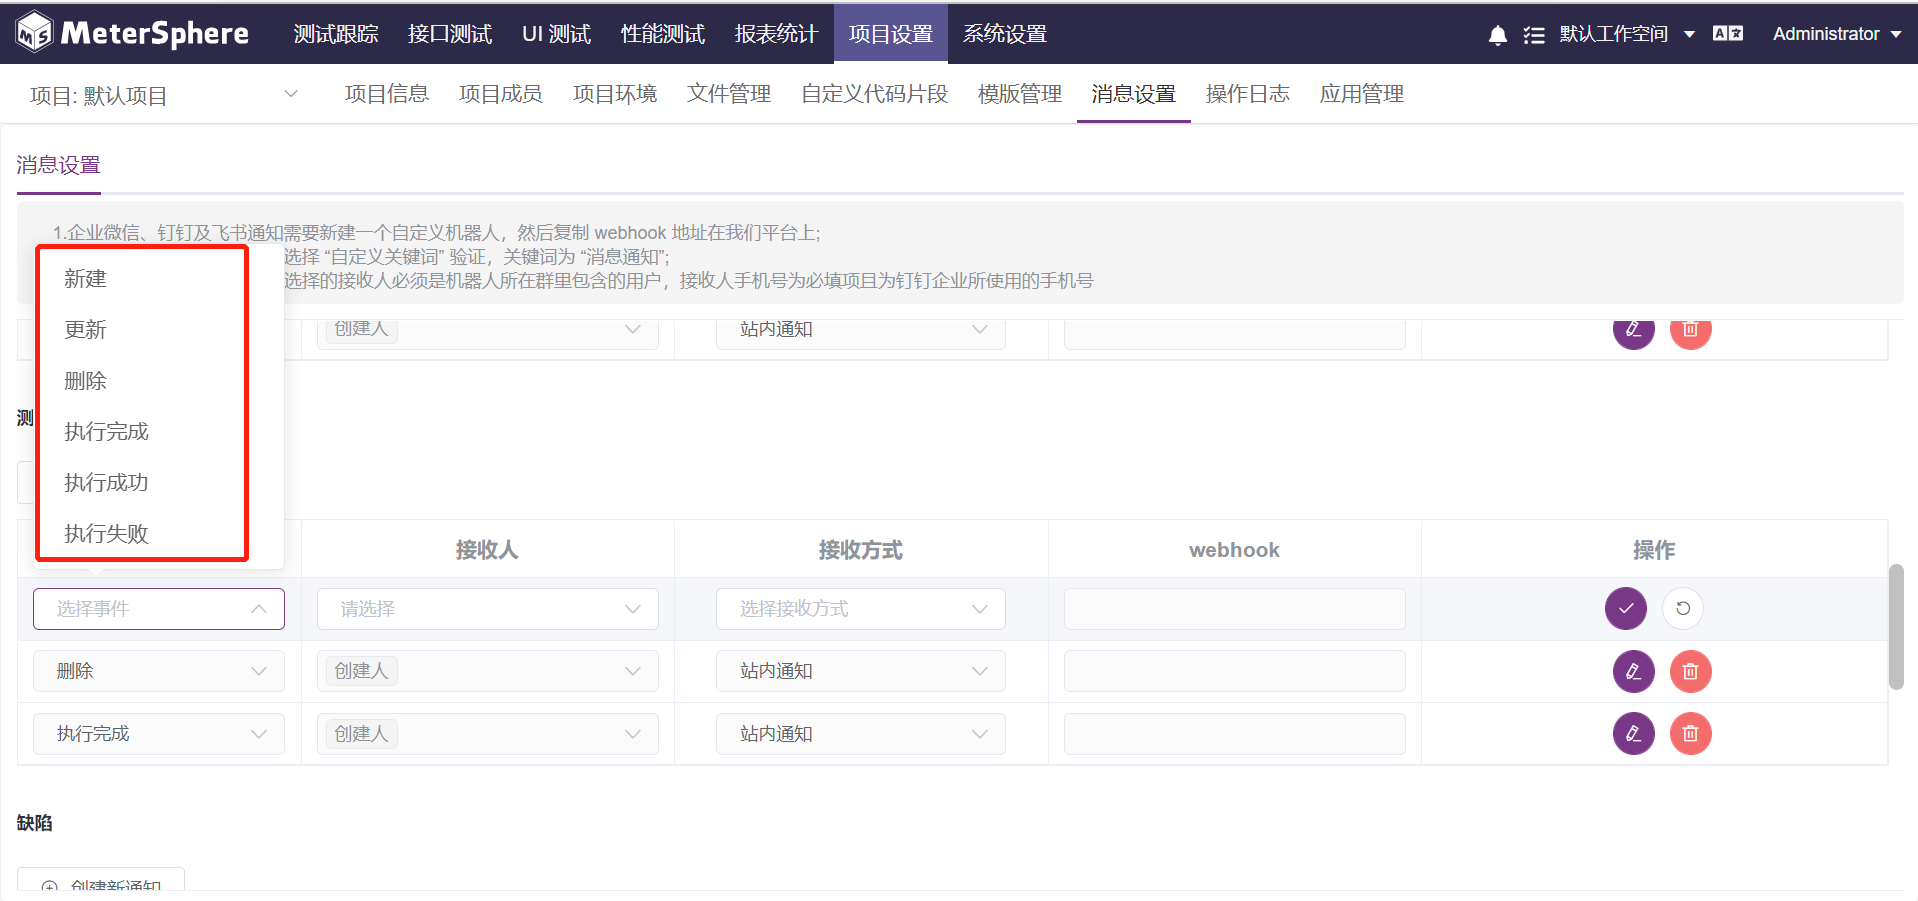 MeterSphere 测试跟踪 接口测试 UI 测试 性能测试 报表统计 项目设置 系统设置 默认工作空间 Administrator
项目: 默认项目 项目信息 项目成员 项目环境 文件管理 自定义代码片段 模版管理 消息设置 操作日志 应用管理
消息设置
1.企业微信、钉钉及飞书通知需要新建一个自定义机器人，然后复制 webhook 地址在我们平台上;
选择 “自定义关键词” 验证，关键词为 “消息通知”;
选择的接收人必须是机器人所在群里包含的用户，接收人手机号为必填项目为钉钉企业所使用的手机号
新建
更新
删除
执行完成
执行成功
执行失败
创建人 站内通知
测
接收人 接收方式 webhook 操作
选择事件 请选择 选择接收方式
删除 创建人 站内通知
执行完成 创建人 站内通知
缺陷
创建新通知